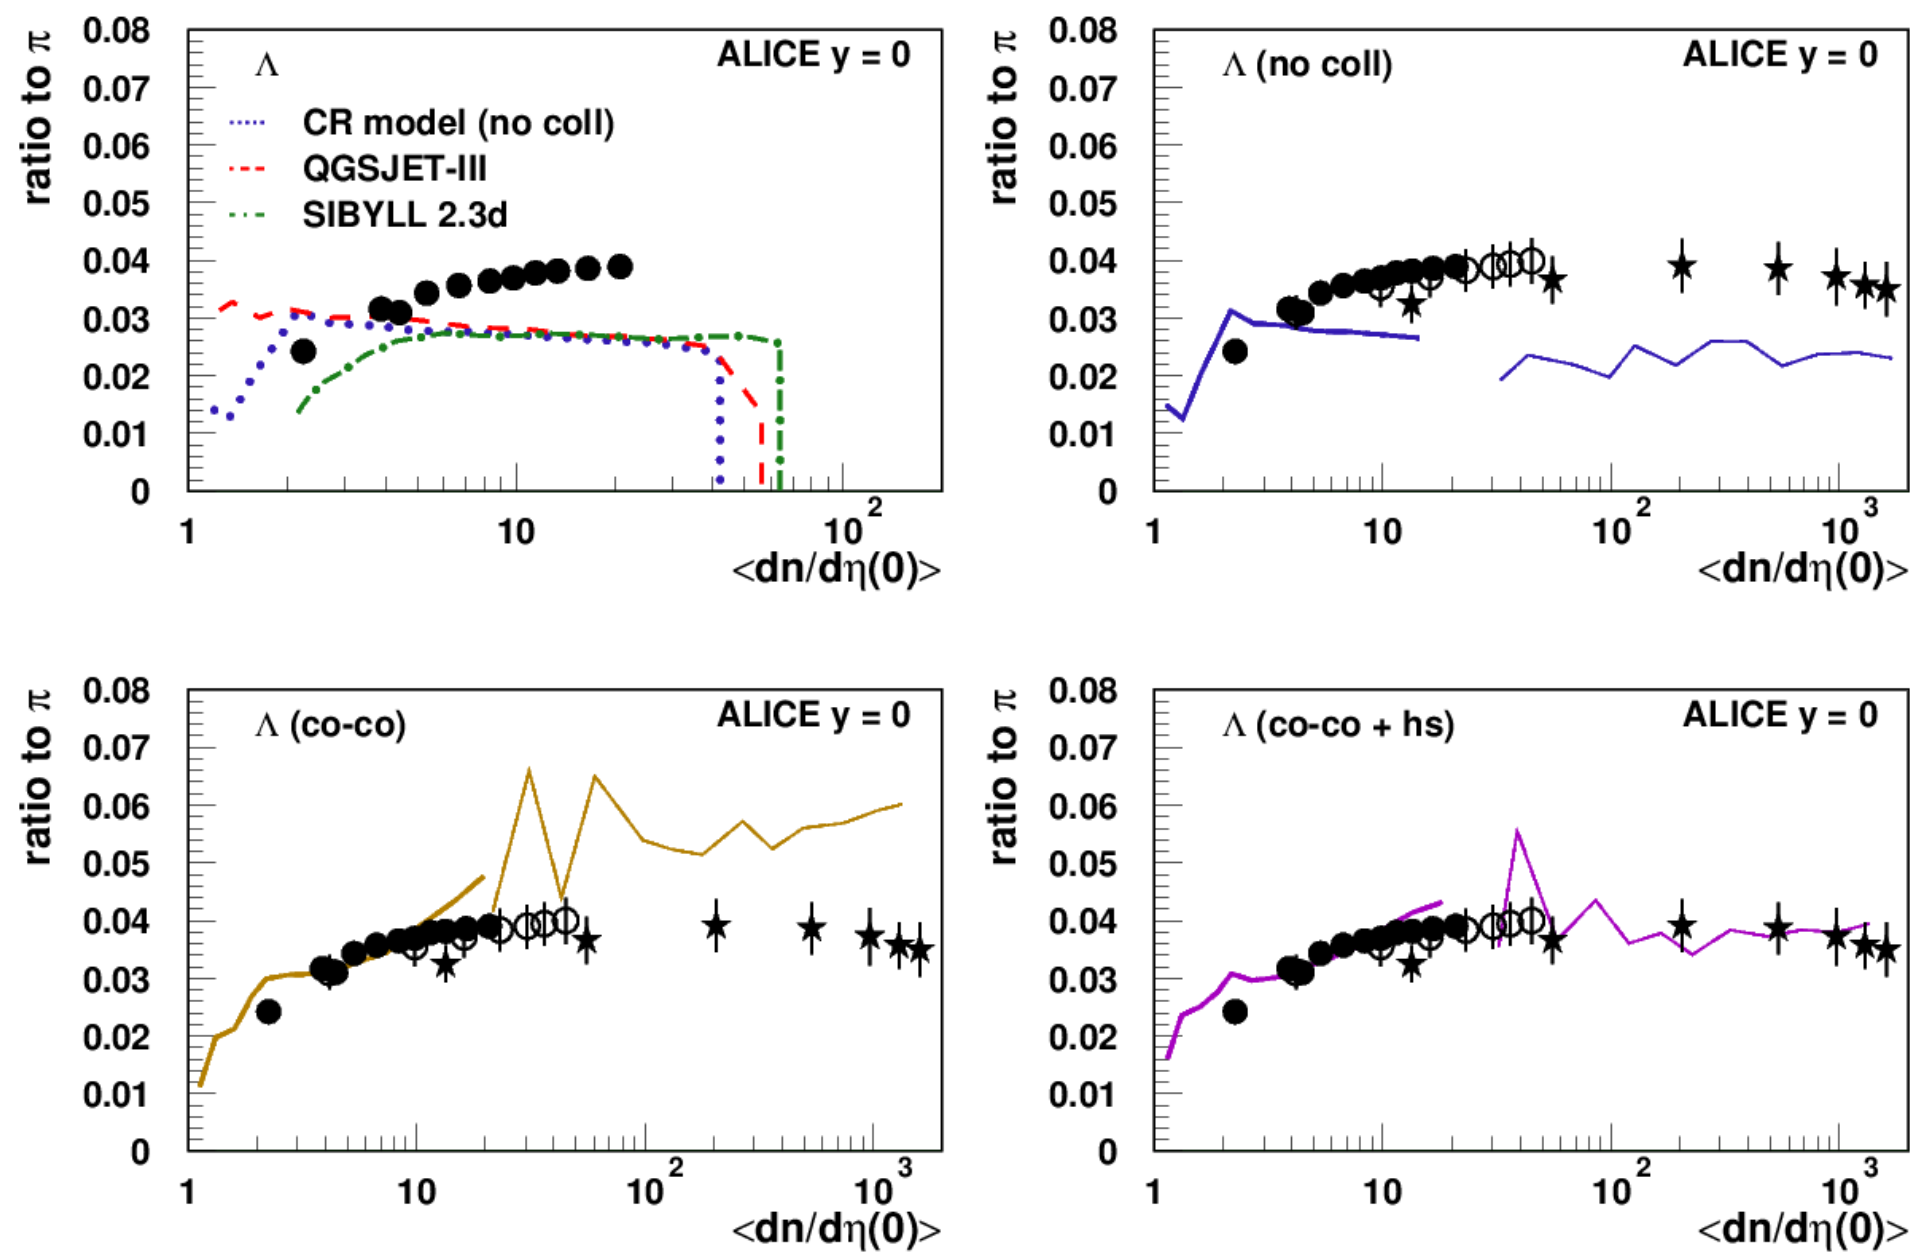 Λ
ALICE y = 0
CR model (no coll)
QGSJET-III
SIBYLL 2.3d
ratio to π
0.08
0.07
0.06
0.05
0.04
0.03
0.02
0.01
0
1
10
10^2
<dn/dη(0)>
Λ (no coll)
ALICE y = 0
ratio to π
0.08
0.07
0.06
0.05
0.04
0.03
0.02
0.01
0
1
10
10^2
10^3
<dn/dη(0)>
Λ (co-co)
ALICE y = 0
ratio to π
0.08
0.07
0.06
0.05
0.04
0.03
0.02
0.01
0
1
10
10^2
10^3
<dn/dη(0)>
Λ (co-co + hs)
ALICE y = 0
ratio to π
0.08
0.07
0.06
0.05
0.04
0.03
0.02
0.01
0
1
10
10^2
10^3
<dn/dη(0)>